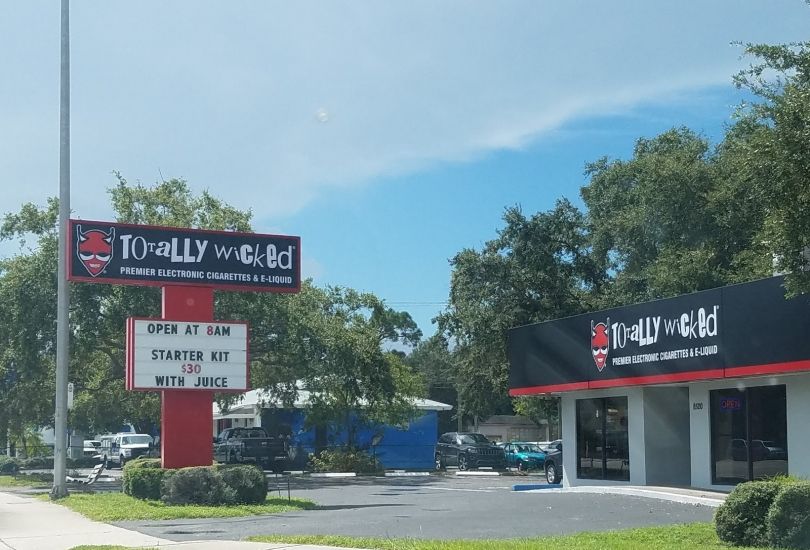 TOTALLY WICKED
PREMIER ELECTRONIC CIGARETTES & E-LIQUID
OPEN AT 8AM
STARTER KIT
$30
WITH JUICE
TOTALLY WICKED
PREMIER ELECTRONIC CIGARETTES & E-LIQUID
OPEN